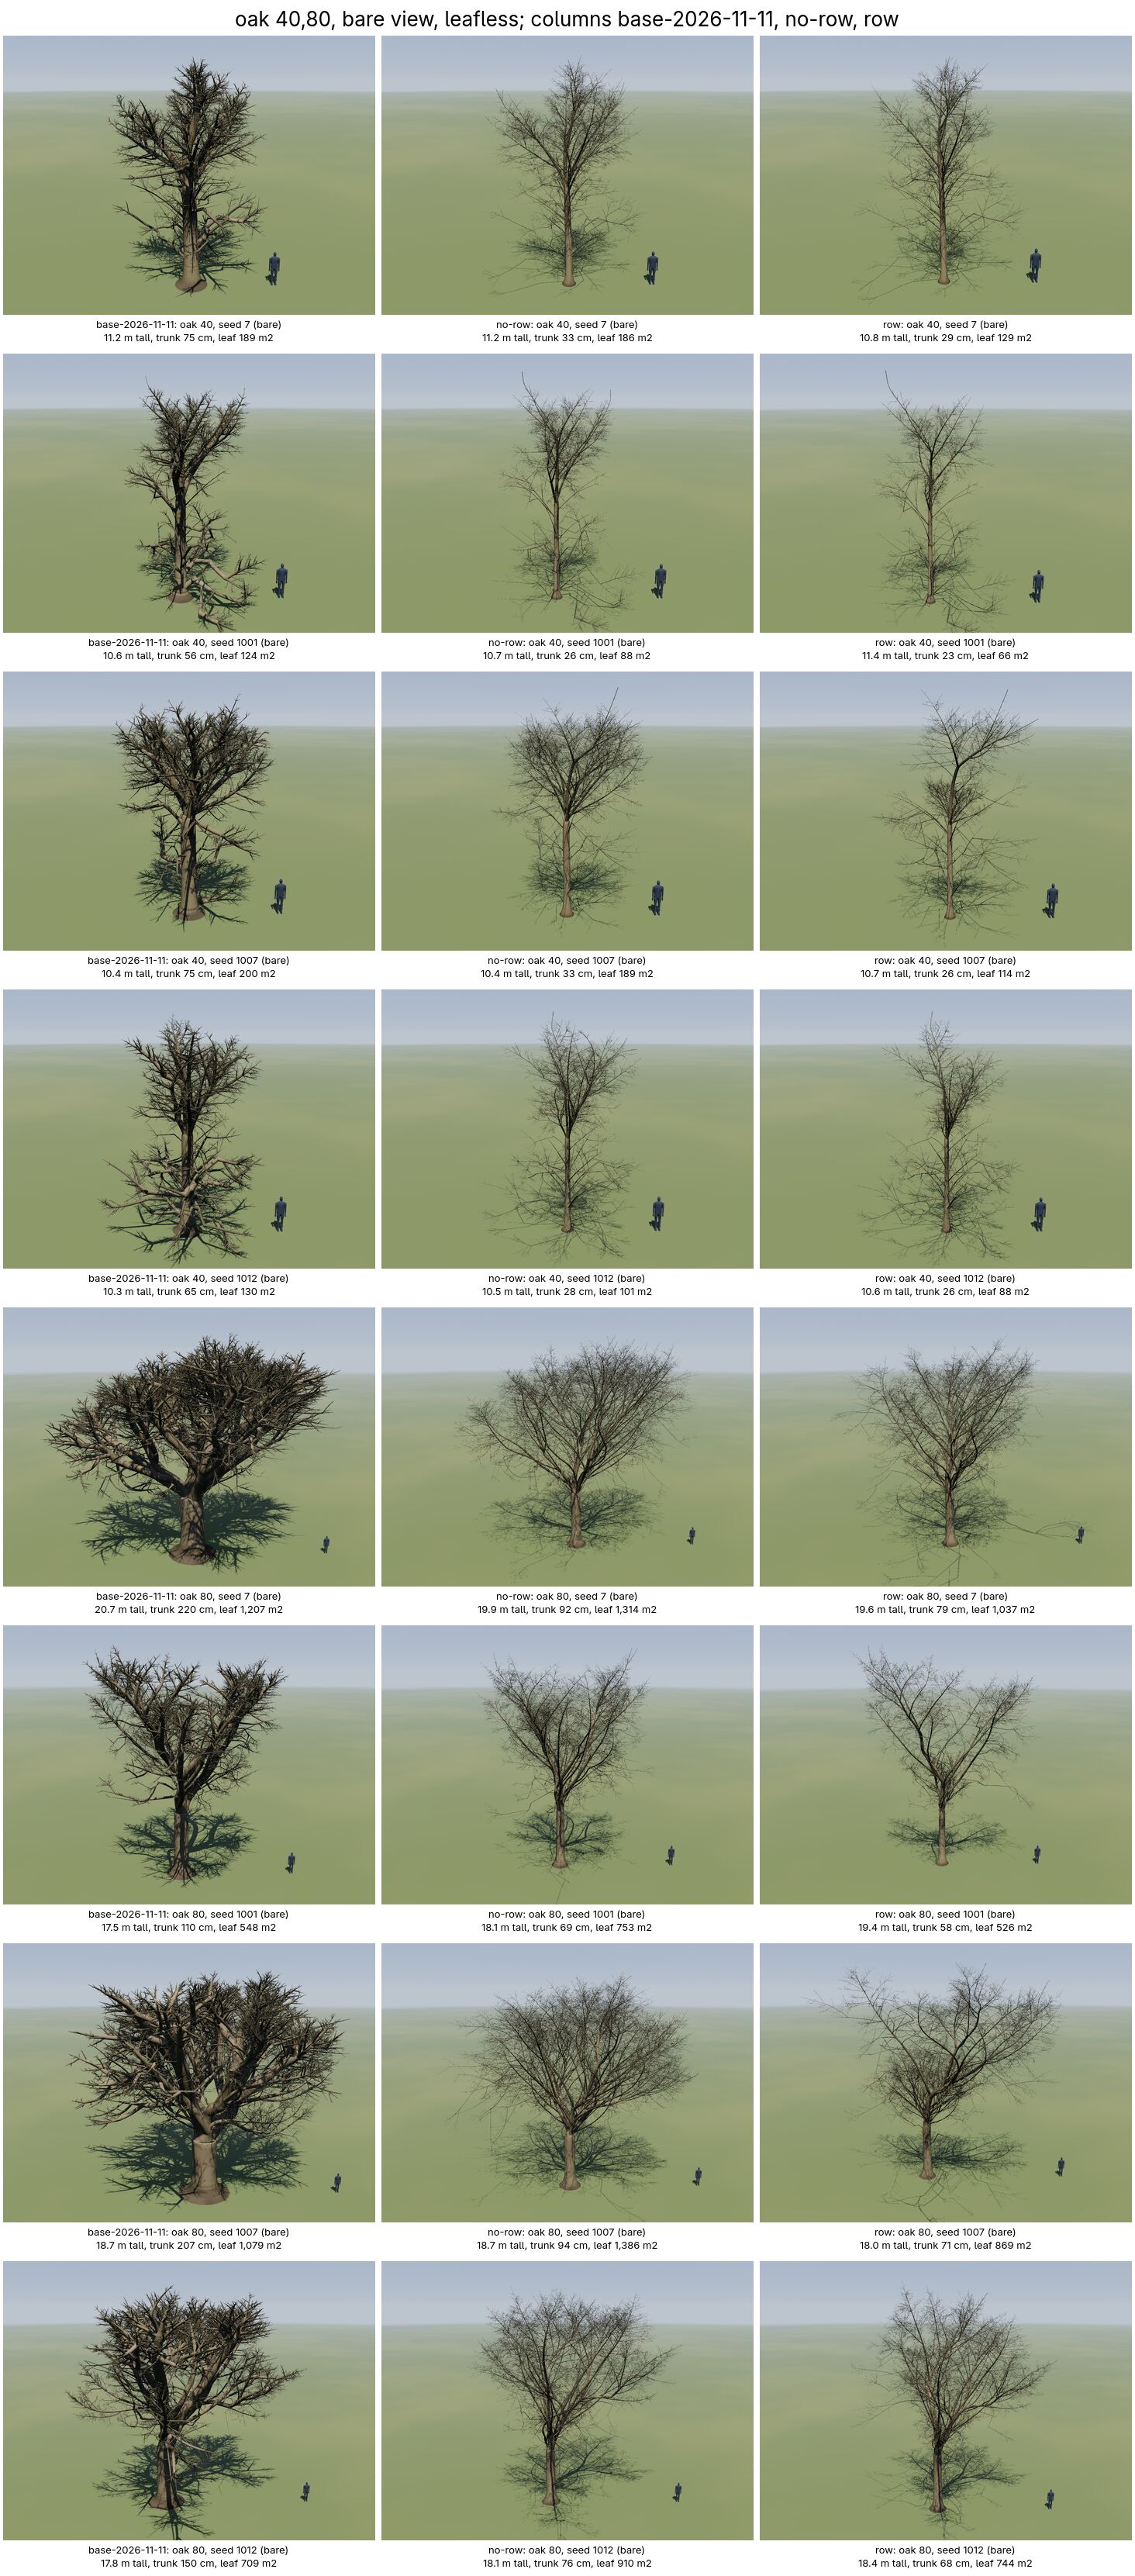 oak 40,80, bare view, leafless; columns base-2026-11-11, no-row, row
base-2026-11-11: oak 40, seed 7 (bare)
11.2 m tall, trunk 75 cm, leaf 189 m2
no-row: oak 40, seed 7 (bare)
11.2 m tall, trunk 33 cm, leaf 186 m2
row: oak 40, seed 7 (bare)
10.8 m tall, trunk 29 cm, leaf 129 m2
base-2026-11-11: oak 40, seed 1001 (bare)
10.6 m tall, trunk 56 cm, leaf 124 m2
no-row: oak 40, seed 1001 (bare)
10.7 m tall, trunk 26 cm, leaf 88 m2
row: oak 40, seed 1001 (bare)
11.4 m tall, trunk 23 cm, leaf 66 m2
base-2026-11-11: oak 40, seed 1007 (bare)
10.4 m tall, trunk 75 cm, leaf 200 m2
no-row: oak 40, seed 1007 (bare)
10.4 m tall, trunk 33 cm, leaf 189 m2
row: oak 40, seed 1007 (bare)
10.7 m tall, trunk 26 cm, leaf 114 m2
base-2026-11-11: oak 40, seed 1012 (bare)
10.3 m tall, trunk 65 cm, leaf 130 m2
no-row: oak 40, seed 1012 (bare)
10.5 m tall, trunk 28 cm, leaf 101 m2
row: oak 40, seed 1012 (bare)
10.6 m tall, trunk 26 cm, leaf 88 m2
base-2026-11-11: oak 80, seed 7 (bare)
20.7 m tall, trunk 220 cm, leaf 1,207 m2
no-row: oak 80, seed 7 (bare)
19.9 m tall, trunk 92 cm, leaf 1,314 m2
row: oak 80, seed 7 (bare)
19.6 m tall, trunk 79 cm, leaf 1,037 m2
base-2026-11-11: oak 80, seed 1001 (bare)
17.5 m tall, trunk 110 cm, leaf 548 m2
no-row: oak 80, seed 1001 (bare)
18.1 m tall, trunk 69 cm, leaf 753 m2
row: oak 80, seed 1001 (bare)
19.4 m tall, trunk 58 cm, leaf 526 m2
base-2026-11-11: oak 80, seed 1007 (bare)
18.7 m tall, trunk 207 cm, leaf 1,079 m2
no-row: oak 80, seed 1007 (bare)
18.7 m tall, trunk 94 cm, leaf 1,386 m2
row: oak 80, seed 1007 (bare)
18.0 m tall, trunk 71 cm, leaf 869 m2
base-2026-11-11: oak 80, seed 1012 (bare)
17.8 m tall, trunk 150 cm, leaf 709 m2
no-row: oak 80, seed 1012 (bare)
18.1 m tall, trunk 76 cm, leaf 910 m2
row: oak 80, seed 1012 (bare)
18.4 m tall, trunk 68 cm, leaf 744 m2